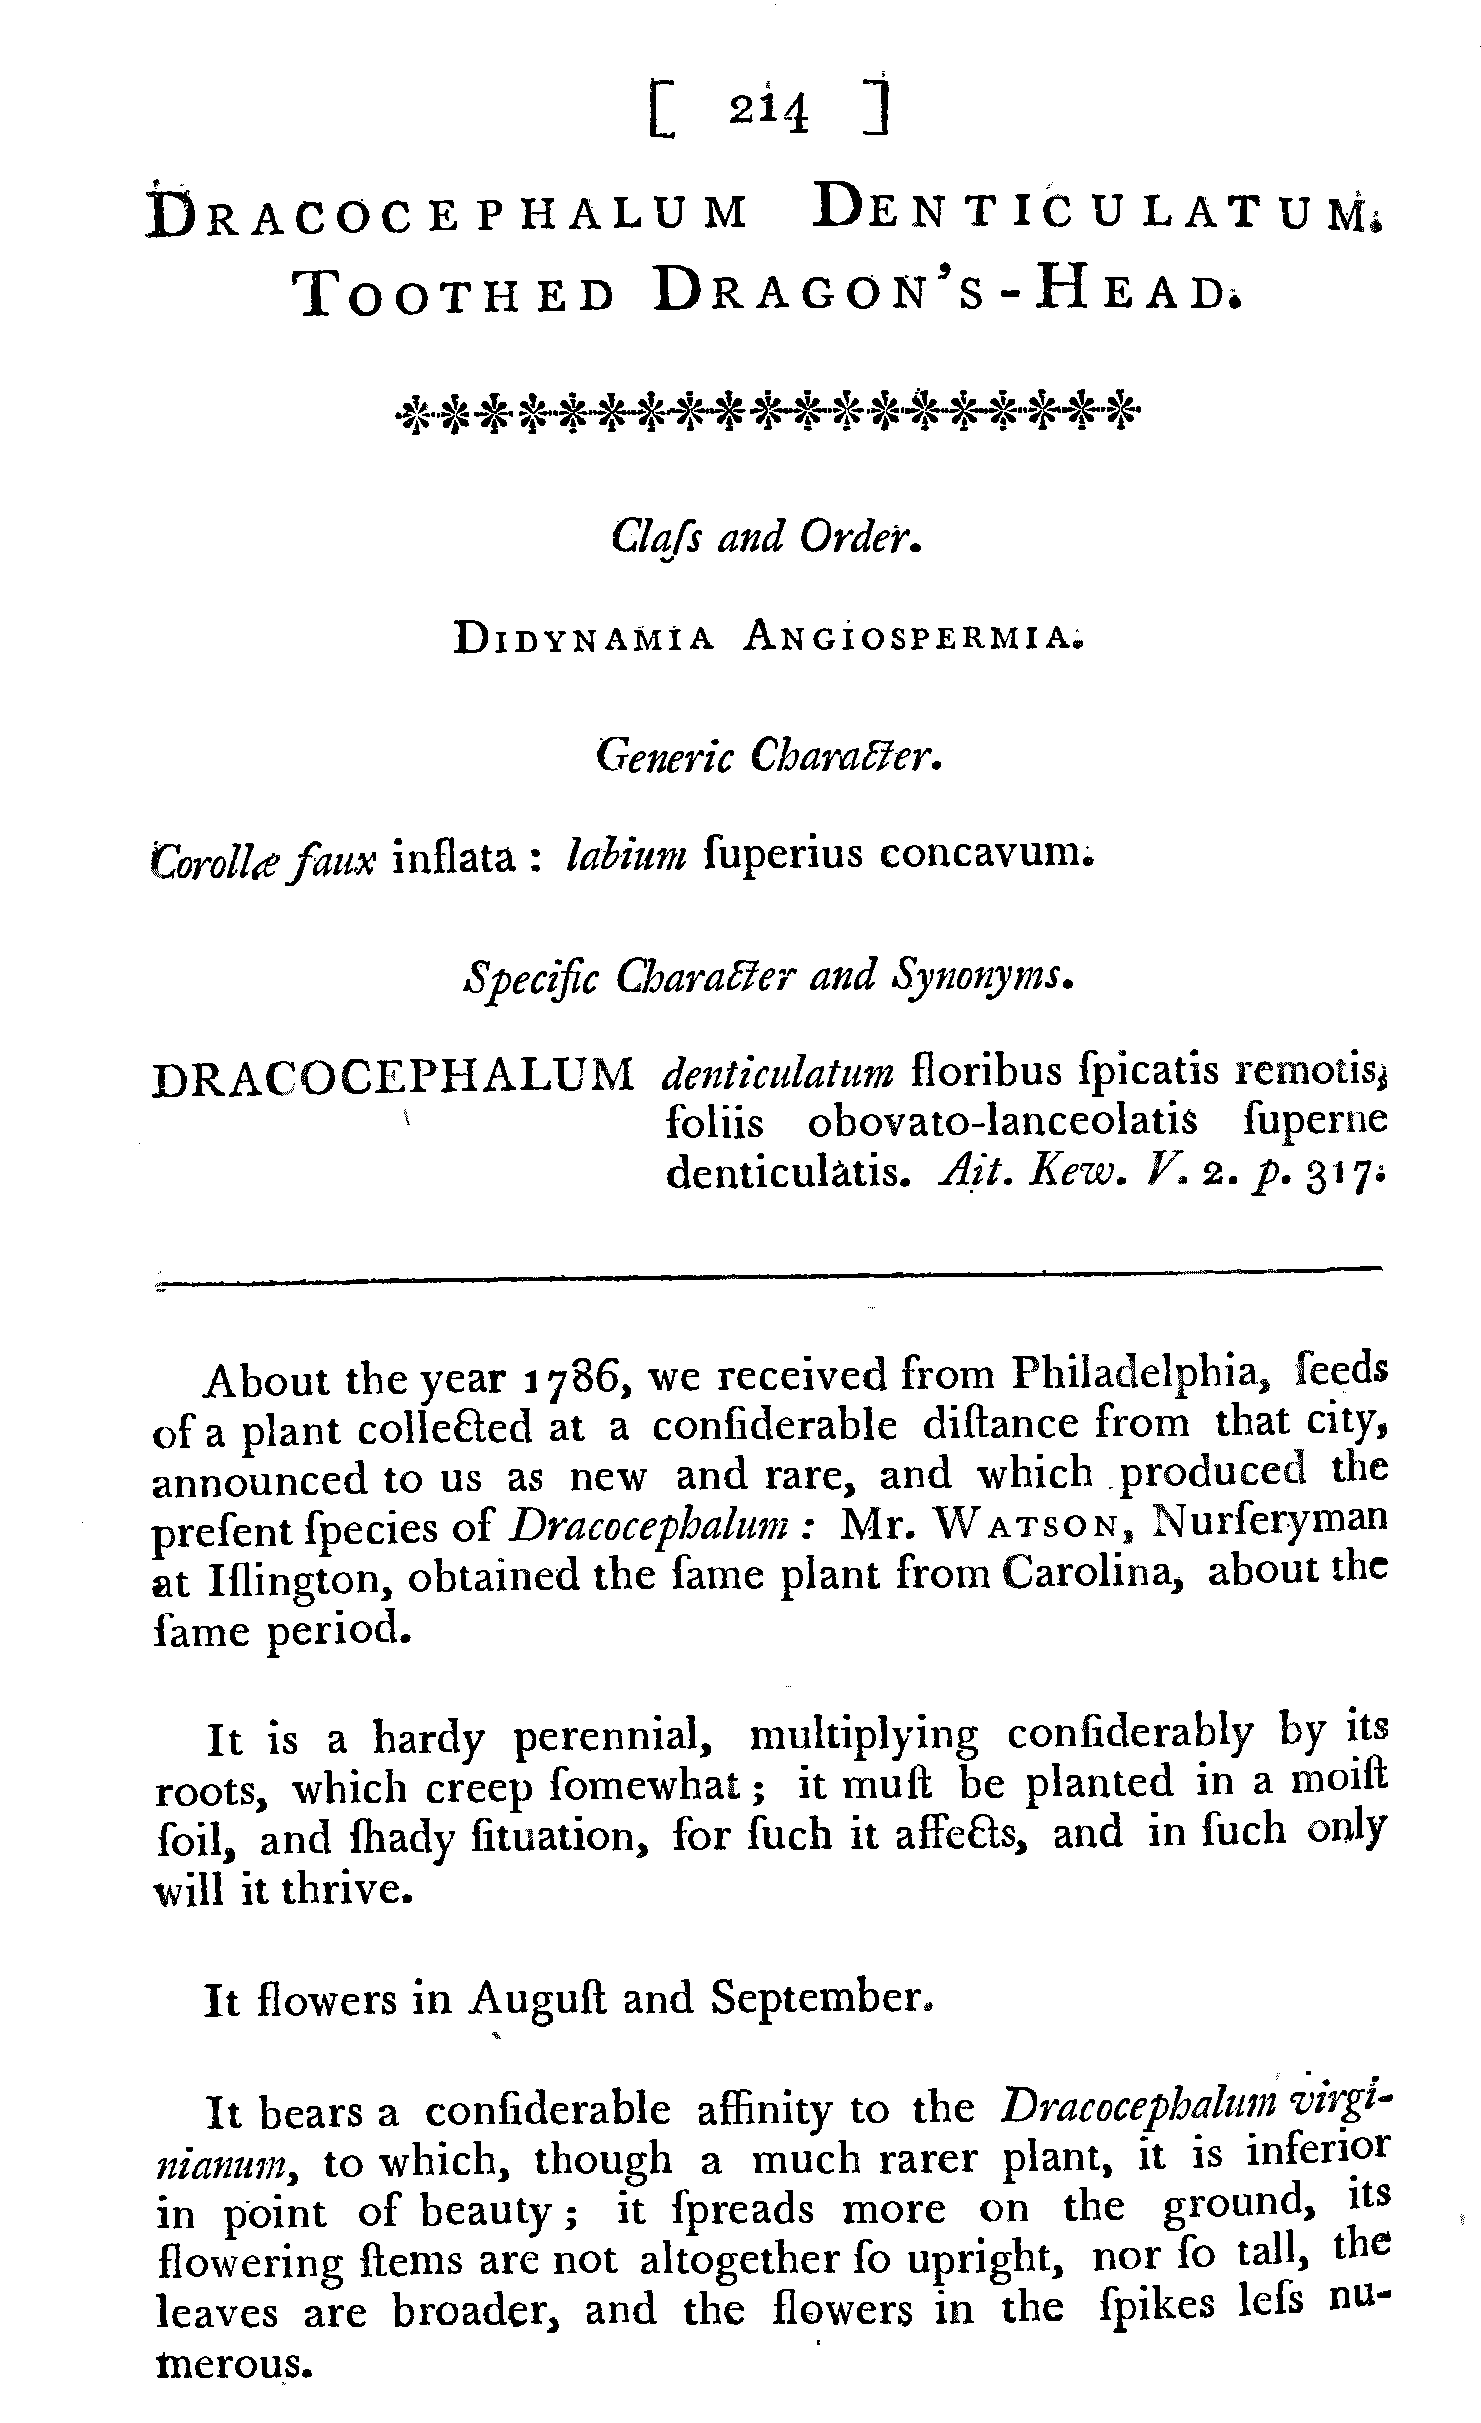 [ 214 ]
DRACOCEPHALUM DENTICULATUM.
TOOTHED DRAGON'S-HEAD.
Claſs and Order.
DIDYNAMIA ANGIOSPERMIA.
Generic Character.
Corollæ faux inflata : labium ſuperius concavum.
Specific Character and Synonyms.
DRACOCEPHALUM denticulatum floribus ſpicatis remotis,
foliis obovato-lanceolatis ſuperne
denticulatis. Ait. Kew. V. 2. p. 317.
About the year 1786, we received from Philadelphia, ſeeds
of a plant collected at a conſiderable diſtance from that city,
announced to us as new and rare, and which produced the
preſent ſpecies of Dracocephalum : Mr. WATSON, Nurſeryman
at Iſlington, obtained the ſame plant from Carolina, about the
ſame period.
It is a hardy perennial, multiplying conſiderably by its
roots, which creep ſomewhat ; it muſt be planted in a moiſt
ſoil, and ſhady ſituation, for ſuch it affects, and in ſuch only
will it thrive.
It flowers in Auguſt and September.
It bears a conſiderable affinity to the Dracocephalum virgi-
nianum, to which, though a much rarer plant, it is inferior
in point of beauty ; it ſpreads more on the ground, its
flowering ſtems are not altogether ſo upright, nor ſo tall, the
leaves are broader, and the flowers in the ſpikes leſs nu-
merous.